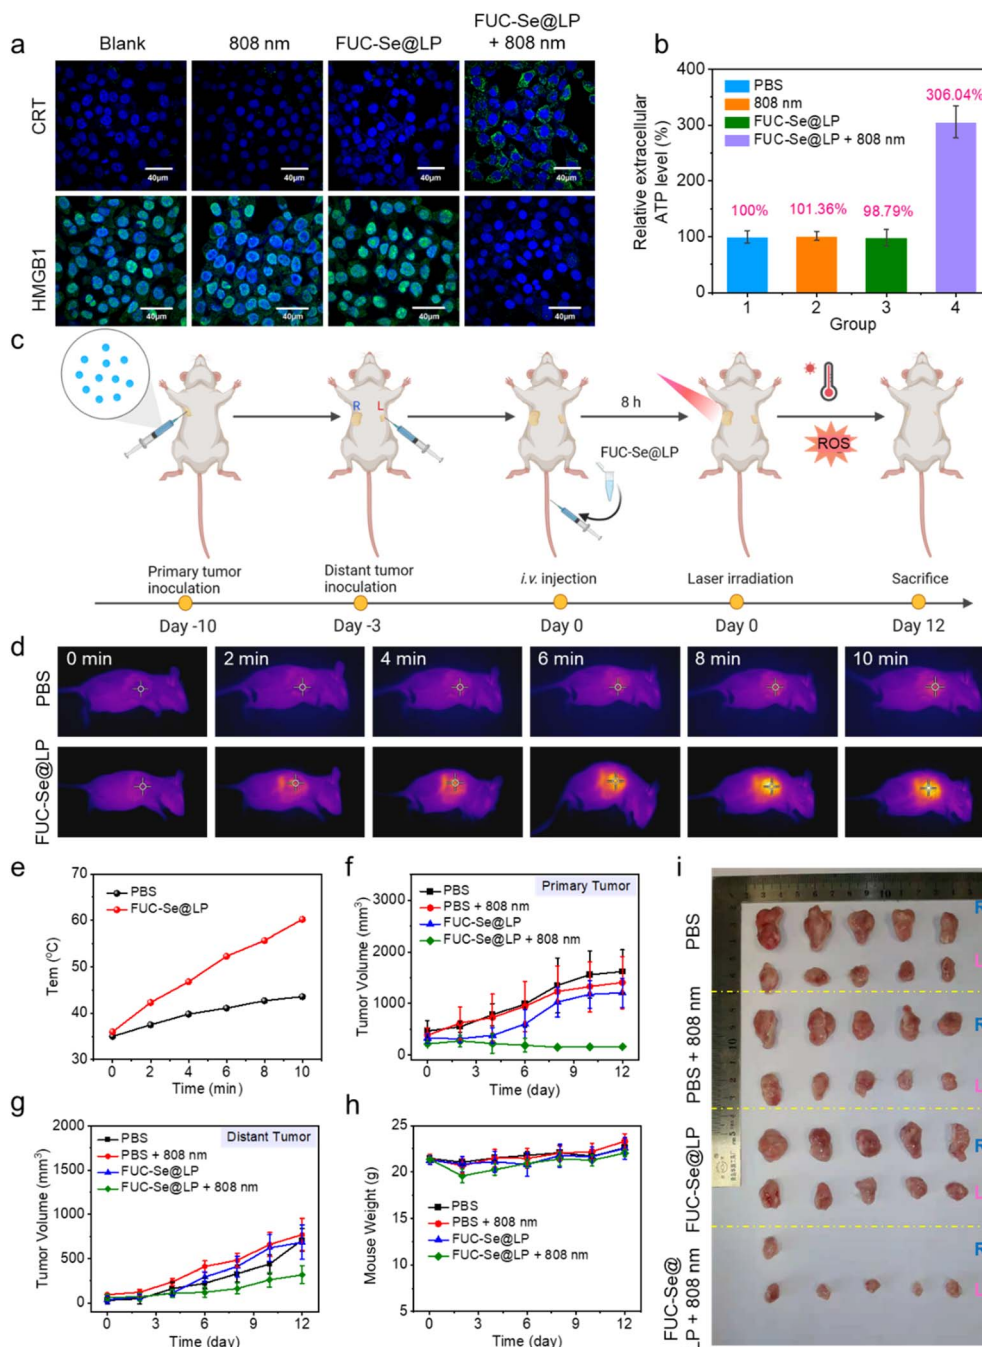 a
Blank
808 nm
FUC-Se@LP
FUC-Se@LP
+ 808 nm
CRT
40μm
40μm
40μm
40μm
HMGB1
40μm
40μm
40μm
40μm
b
Relative extracellular
ATP level (%)
400
300
200
100
0
PBS
808 nm
FUC-Se@LP
FUC-Se@LP + 808 nm
100%
101.36%
98.79%
306.04%
1
2
3
4
Group
c
R
L
8 h
FUC-Se@LP
ROS
Primary tumor
inoculation
Distant tumor
inoculation
i.v. injection
Laser irradiation
Sacrifice
Day -10
Day -3
Day 0
Day 0
Day 12
d
0 min
2 min
4 min
6 min
8 min
10 min
PBS
FUC-Se@LP
e
Tem (°C)
70
60
50
40
30
PBS
FUC-Se@LP
0
2
4
6
8
10
Time (min)
f
Tumor Volume (mm³)
3000
2000
1000
0
PBS
PBS + 808 nm
FUC-Se@LP
FUC-Se@LP + 808 nm
Primary Tumor
0
2
4
6
8
10
12
Time (day)
g
Tumor Volume (mm³)
2000
1500
1000
500
0
PBS
PBS + 808 nm
FUC-Se@LP
FUC-Se@LP + 808 nm
Distant Tumor
0
3
6
9
12
Time (day)
h
Mouse Weight (g)
25
20
15
10
5
PBS
PBS + 808 nm
FUC-Se@LP
FUC-Se@LP + 808 nm
0
3
6
9
12
Time (day)
i
PBS
R
L
PBS + 808 nm
R
L
FUC-Se@LP
R
L
FUC-Se@
LP + 808 nm
R
L